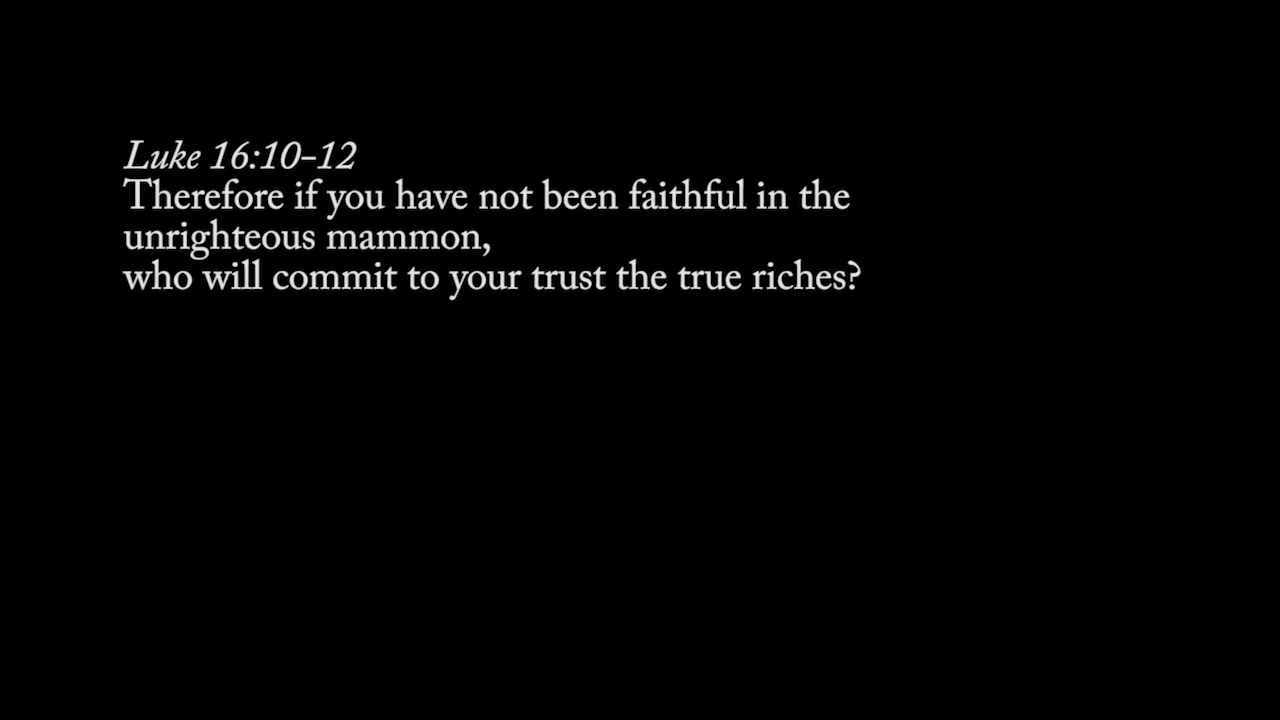 Luke 16:10–12
Therefore if you have not been faithful in the
unrighteous mammon,
who will commit to your trust the true riches?